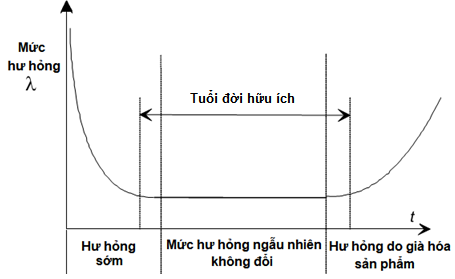 Mức
hư hỏng
λ
Tuổi đời hữu ích
t
Hư hỏng
sớm
Mức hư hỏng ngẫu nhiên
không đổi
Hư hỏng do già hóa
sản phẩm